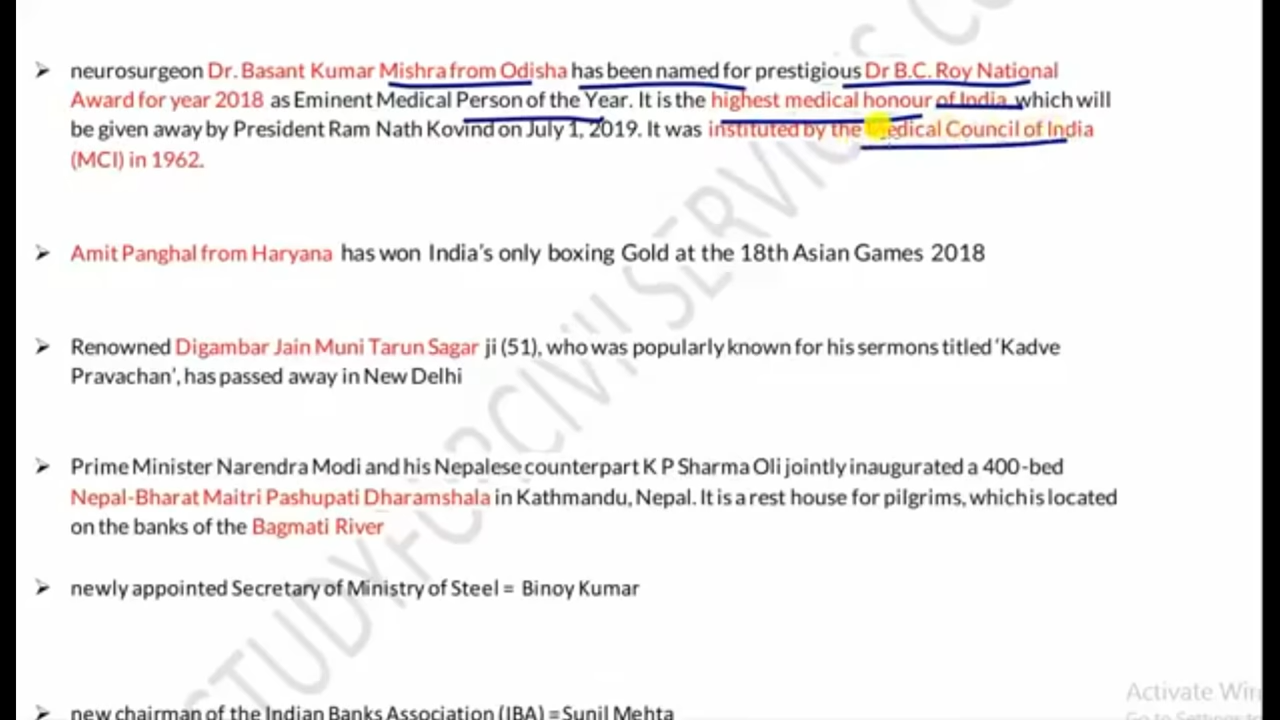 ➢ neurosurgeon Dr. Basant Kumar Mishra from Odisha has been named for prestigious Dr B.C. Roy National
Award for year 2018 as Eminent Medical Person of the Year. It is the highest medical honour of India which will
be given away by President Ram Nath Kovind on July 1, 2019. It was instituted by the Medical Council of India
(MCI) in 1962.
➢ Amit Panghal from Haryana has won India's only boxing Gold at the 18th Asian Games 2018
➢ Renowned Digambar Jain Muni Tarun Sagar ji (51), who was popularly known for his sermons titled 'Kadve
Pravachan', has passed away in New Delhi
➢ Prime Minister Narendra Modi and his Nepalese counterpart K P Sharma Oli jointly inaugurated a 400-bed
Nepal-Bharat Maitri Pashupati Dharamshala in Kathmandu, Nepal. It is a rest house for pilgrims, which is located
on the banks of the Bagmati River
➢ newly appointed Secretary of Ministry of Steel = Binoy Kumar
➢ new chairman of the Indian Banks Association (IBA) = Sunil Mehta
STUDYFORCIVILSERVICES.CO
Activate Win
Go to Settings to